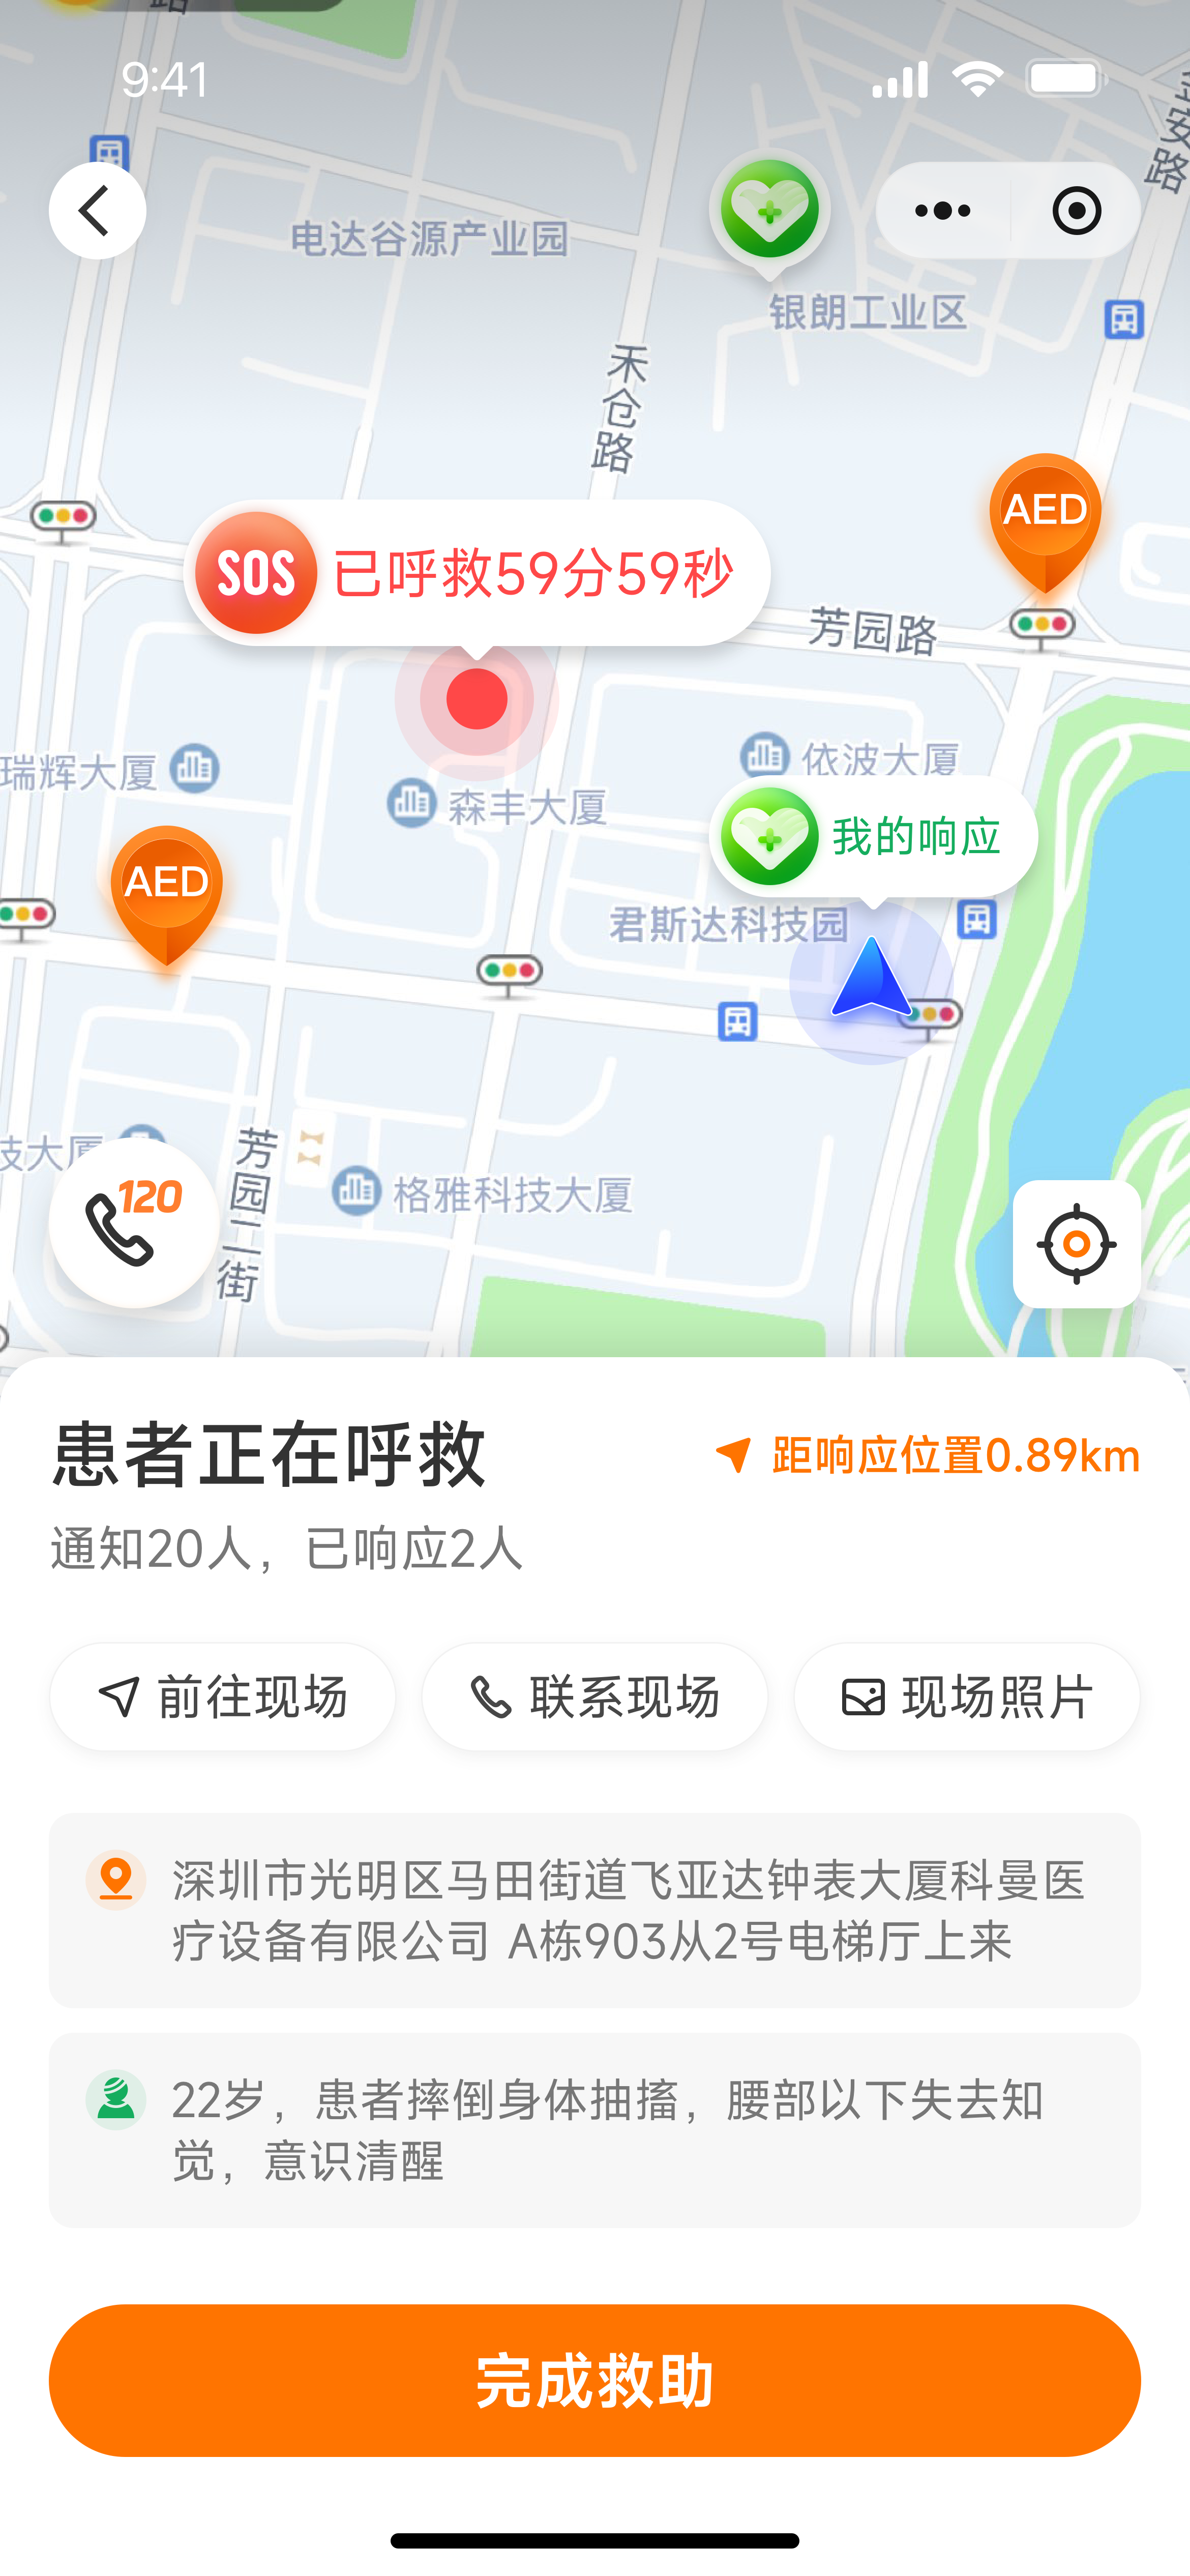 路
9:41
安路
电达谷源产业园
银朗工业区
禾仓路
AED
SOS 已呼救59分59秒
芳园路
瑞辉大厦
依波大厦
森丰大厦
我的响应
AED
君斯达科技园
技大厦
120
芳园二街
格雅科技大厦
患者正在呼救
距响应位置0.89km
通知20人，已响应2人
前往现场
联系现场
现场照片
深圳市光明区马田街道飞亚达钟表大厦科曼医
疗设备有限公司 A栋903从2号电梯厅上来
22岁，患者摔倒身体抽搐，腰部以下失去知
觉，意识清醒
完成救助